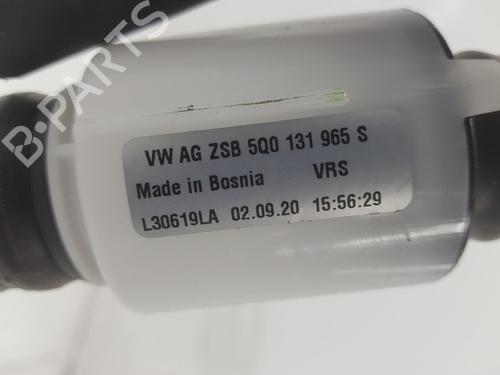 B-PARTS
VW AG ZSB 5Q0 131 965 S
Made in Bosnia VRS
L30619LA 02.09.20 15:56:29